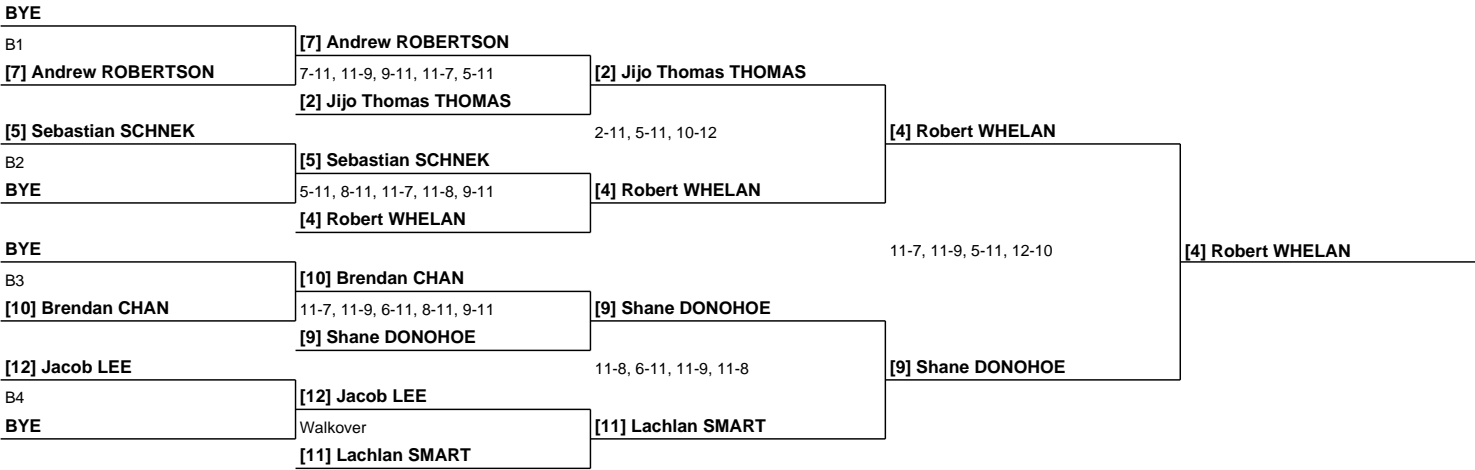 BYE
B1
[7] Andrew ROBERTSON
[7] Andrew ROBERTSON
7-11, 11-9, 9-11, 11-7, 5-11
[2] Jijo Thomas THOMAS
[2] Jijo Thomas THOMAS
[5] Sebastian SCHNEK
2-11, 5-11, 10-12
[4] Robert WHELAN
B2
[5] Sebastian SCHNEK
BYE
5-11, 8-11, 11-7, 11-8, 9-11
[4] Robert WHELAN
[4] Robert WHELAN
BYE
11-7, 11-9, 5-11, 12-10
[4] Robert WHELAN
B3
[10] Brendan CHAN
[10] Brendan CHAN
11-7, 11-9, 6-11, 8-11, 9-11
[9] Shane DONOHOE
[9] Shane DONOHOE
[12] Jacob LEE
11-8, 6-11, 11-9, 11-8
[9] Shane DONOHOE
B4
[12] Jacob LEE
BYE
Walkover
[11] Lachlan SMART
[11] Lachlan SMART